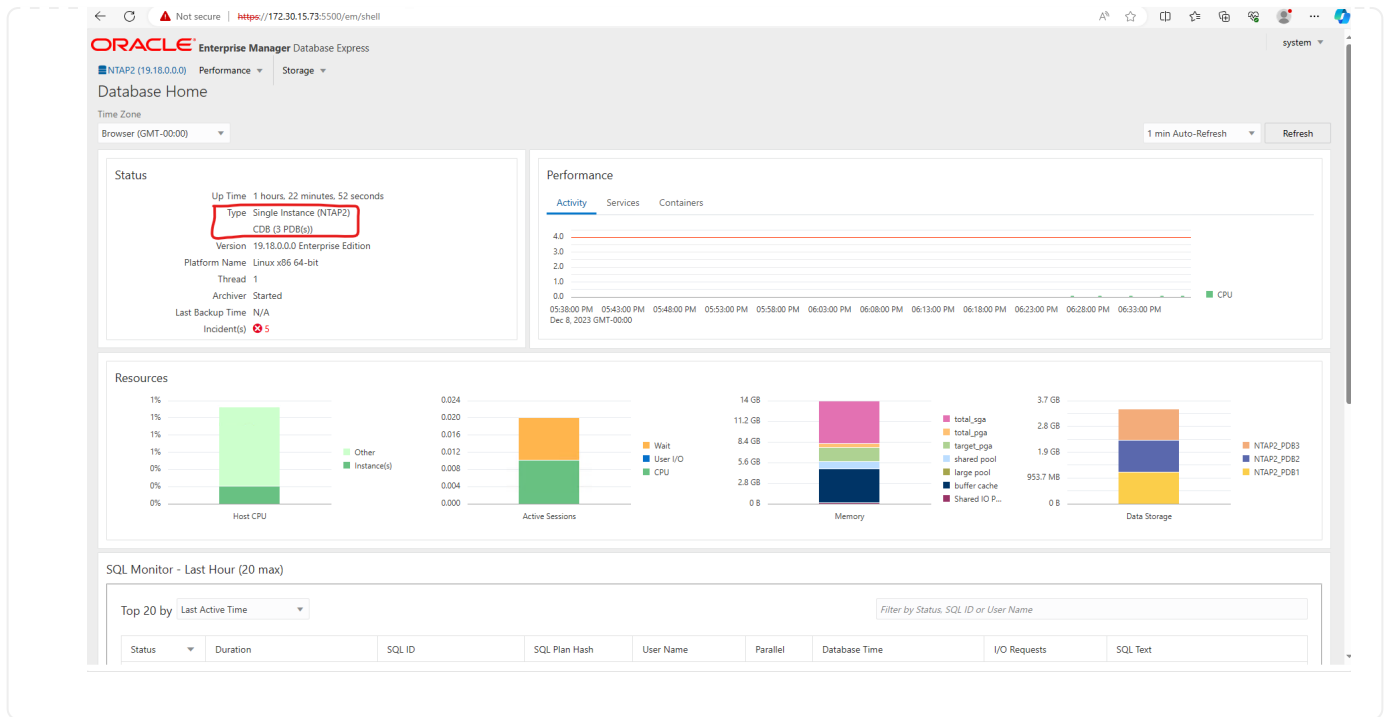 Not secure | https://172.30.15.73:5500/em/shell
ORACLE Enterprise Manager Database Express
system
NTAP2 (19.18.0.0.0) Performance Storage
Database Home
Time Zone
Browser (GMT-00:00)
1 min Auto-Refresh
Refresh
Status
Up Time 1 hours, 22 minutes, 52 seconds
Type Single Instance (NTAP2)
CDB (3 PDB(s))
Version 19.18.0.0.0 Enterprise Edition
Platform Name Linux x86 64-bit
Thread 1
Archiver Started
Last Backup Time N/A
Incident(s) 5
Performance
Activity Services Containers
4.0
3.0
2.0
1.0
0.0
05:38:00 PM 05:43:00 PM 05:48:00 PM 05:53:00 PM 05:58:00 PM 06:03:00 PM 06:08:00 PM 06:13:00 PM 06:18:00 PM 06:23:00 PM 06:28:00 PM 06:33:00 PM
Dec 8, 2023 GMT-00:00
CPU
Resources
1%
1%
1%
1%
0%
0%
0%
Host CPU
Other
Instance(s)
0.024
0.020
0.016
0.012
0.008
0.004
0.000
Active Sessions
Wait
User I/O
CPU
14 GB
11.2 GB
8.4 GB
5.6 GB
2.8 GB
0 B
Memory
total_sga
total_pga
target_pga
shared pool
large pool
buffer cache
Shared IO P...
3.7 GB
2.8 GB
1.9 GB
953.7 MB
0 B
Data Storage
NTAP2_PDB3
NTAP2_PDB2
NTAP2_PDB1
SQL Monitor - Last Hour (20 max)
Top 20 by Last Active Time
Filter by Status, SQL ID or User Name
Status Duration SQL ID SQL Plan Hash User Name Parallel Database Time I/O Requests SQL Text